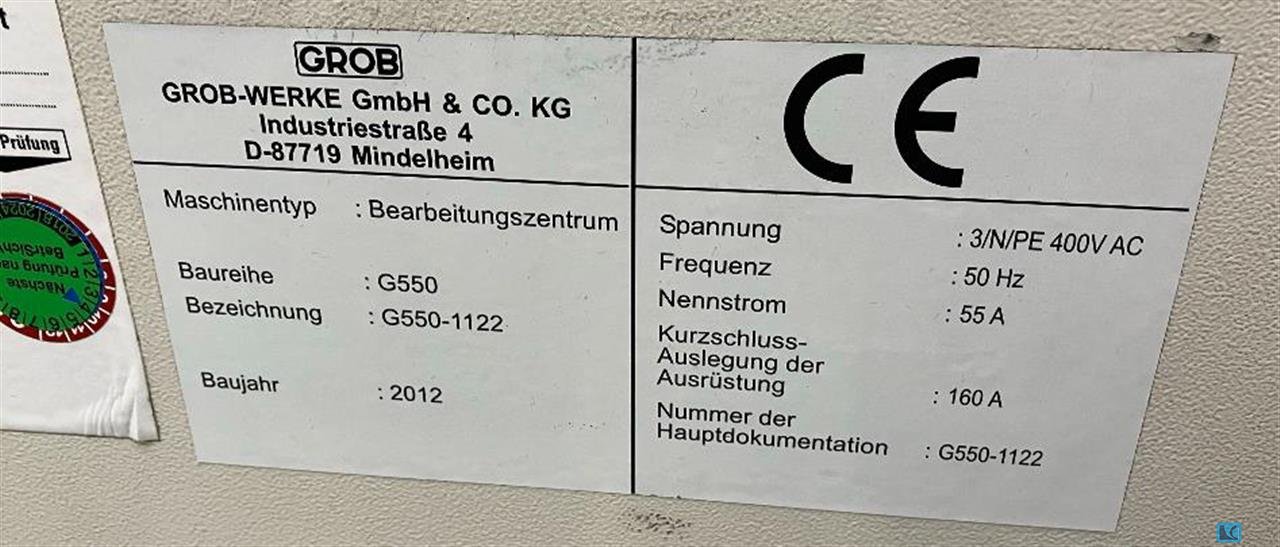 GROB
GROB-WERKE GmbH & CO. KG
Industriestraße 4
D-87719 Mindelheim
Maschinentyp : Bearbeitungszentrum
Baureihe : G550
Bezeichnung : G550-1122
Baujahr : 2012
CE
Spannung : 3/N/PE 400V AC
Frequenz : 50 Hz
Nennstrom : 55 A
Kurzschluss-
Auslegung der
Ausrüstung : 160 A
Nummer der
Hauptdokumentation : G550-1122
t
Prüfung
Nächste
Prüfung